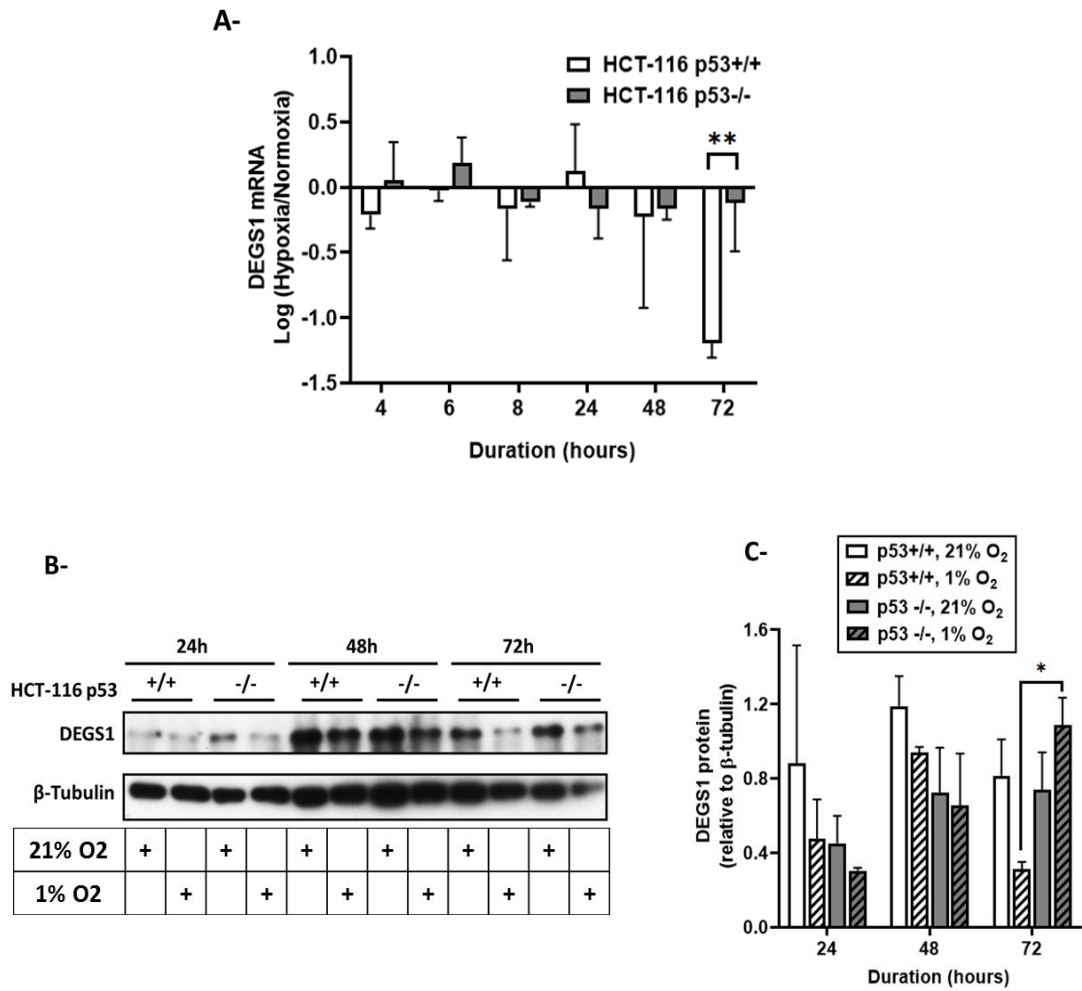 A-
1.0
0.5
0.0
-0.5
-1.0
-1.5
DEGS1 mRNA
Log (Hypoxia/Normoxia)
HCT-116 p53+/+
HCT-116 p53-/-
**
4 6 8 24 48 72
Duration (hours)
B-
24h 48h 72h
HCT-116 p53 +/+ -/- +/+ -/- +/+ -/-
DEGS1
β-Tubulin
21% O2 + + + + + +
1% O2 + + + + + +
C-
p53+/+, 21% O₂
p53+/+, 1% O₂
p53 -/-, 21% O₂
p53 -/-, 1% O₂
1.6
1.2
0.8
0.4
0.0
DEGS1 protein
(relative to β-tubulin)
*
24 48 72
Duration (hours)